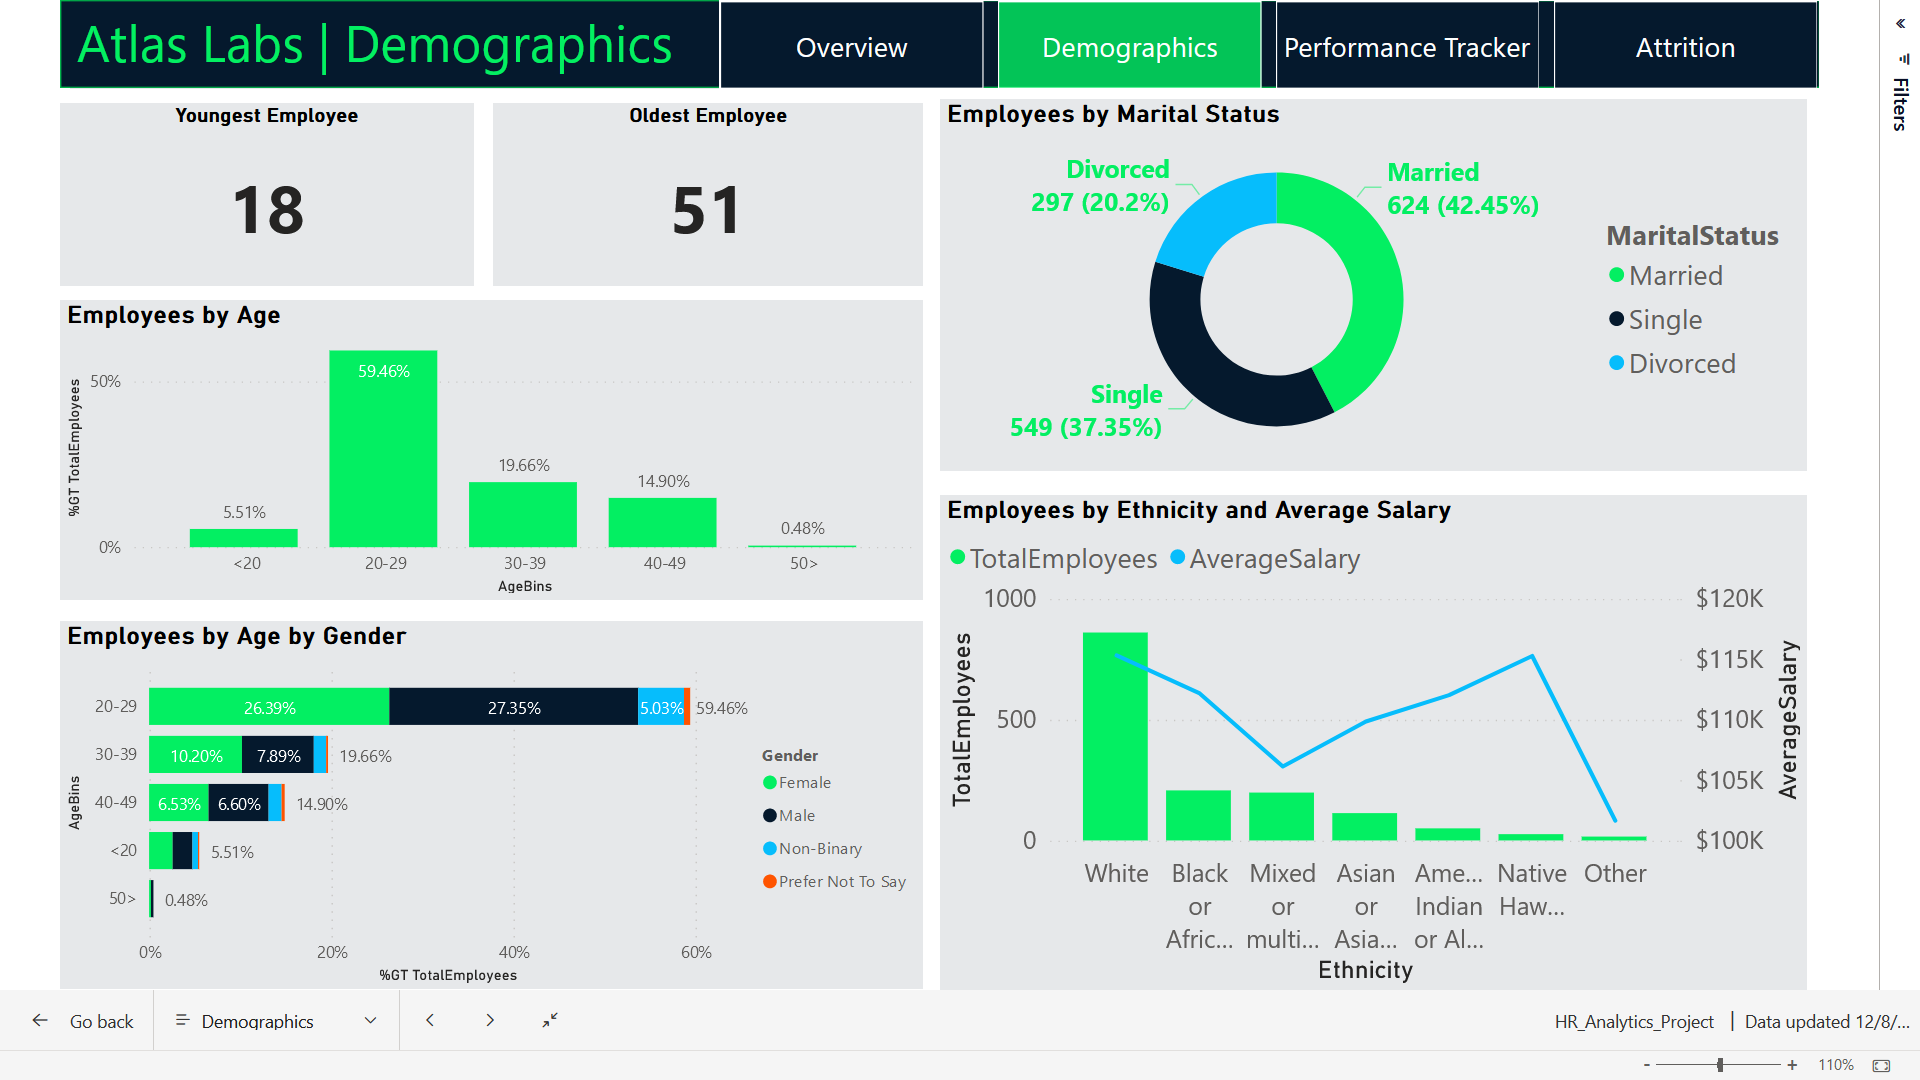 Atlas Labs | Demographics
Overview
Demographics
Performance Tracker
Attrition
Filters
Youngest Employee
18
Oldest Employee
51
Employees by Age
%GT TotalEmployees
50%
0%
5.51%
59.46%
19.66%
14.90%
0.48%
<20
20-29
30-39
40-49
50>
AgeBins
Employees by Age by Gender
AgeBins
20-29
26.39%
27.35%
5.03%
59.46%
30-39
10.20%
7.89%
19.66%
40-49
6.53%
6.60%
14.90%
<20
5.51%
50>
0.48%
0%
20%
40%
60%
%GT TotalEmployees
Gender
Female
Male
Non-Binary
Prefer Not To Say
Employees by Marital Status
Divorced
297 (20.2%)
Married
624 (42.45%)
Single
549 (37.35%)
MaritalStatus
Married
Single
Divorced
Employees by Ethnicity and Average Salary
TotalEmployees
AverageSalary
TotalEmployees
1000
500
0
$120K
$115K
$110K
$105K
$100K
AverageSalary
White
Black
or
Afric...
Mixed
or
multi...
Asian
or
Asia...
Ame...
Indian
or Al...
Native
Haw...
Other
Ethnicity
Go back
Demographics
HR_Analytics_Project | Data updated 12/8/...
- + 110%